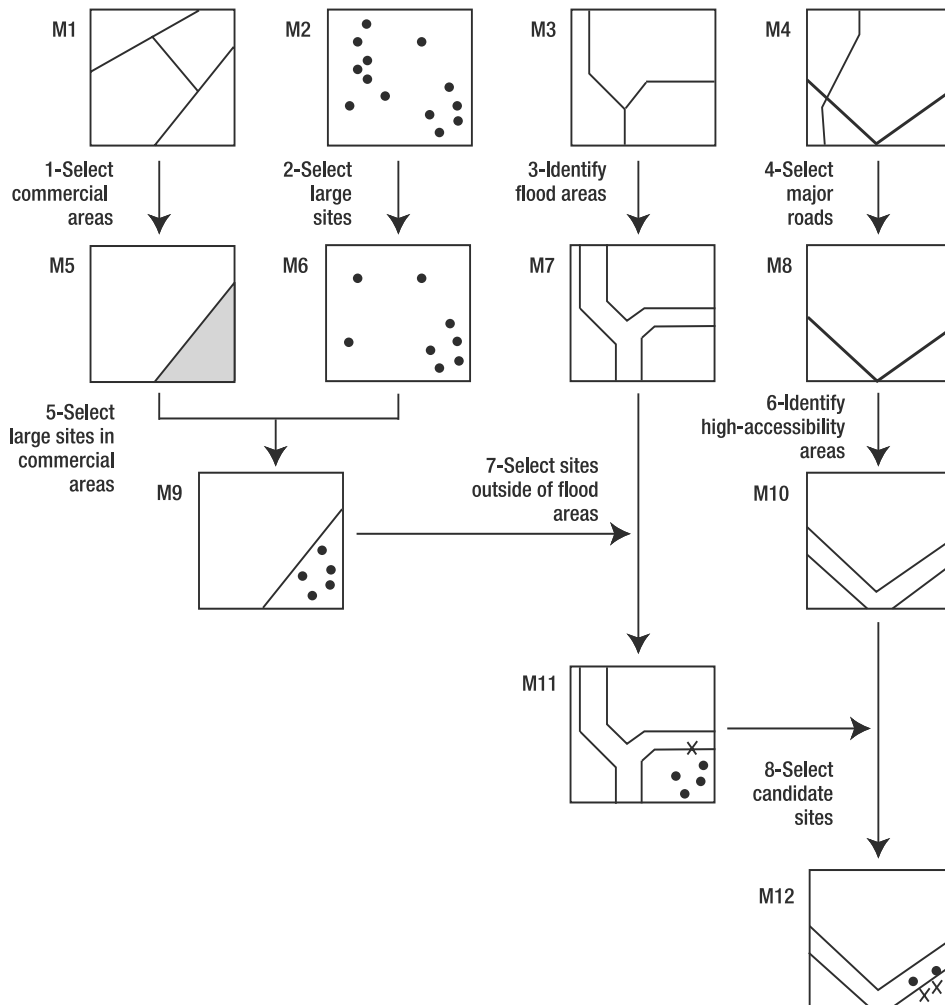 M1
M2
M3
M4
1-Select
commercial
areas
2-Select
large
sites
3-Identify
flood areas
4-Select
major
roads
M5
M6
M7
M8
5-Select
large sites in
commercial
areas
6-Identify
high-accessibility
areas
7-Select sites
outside of flood
areas
M9
M10
M11
8-Select
candidate
sites
M12